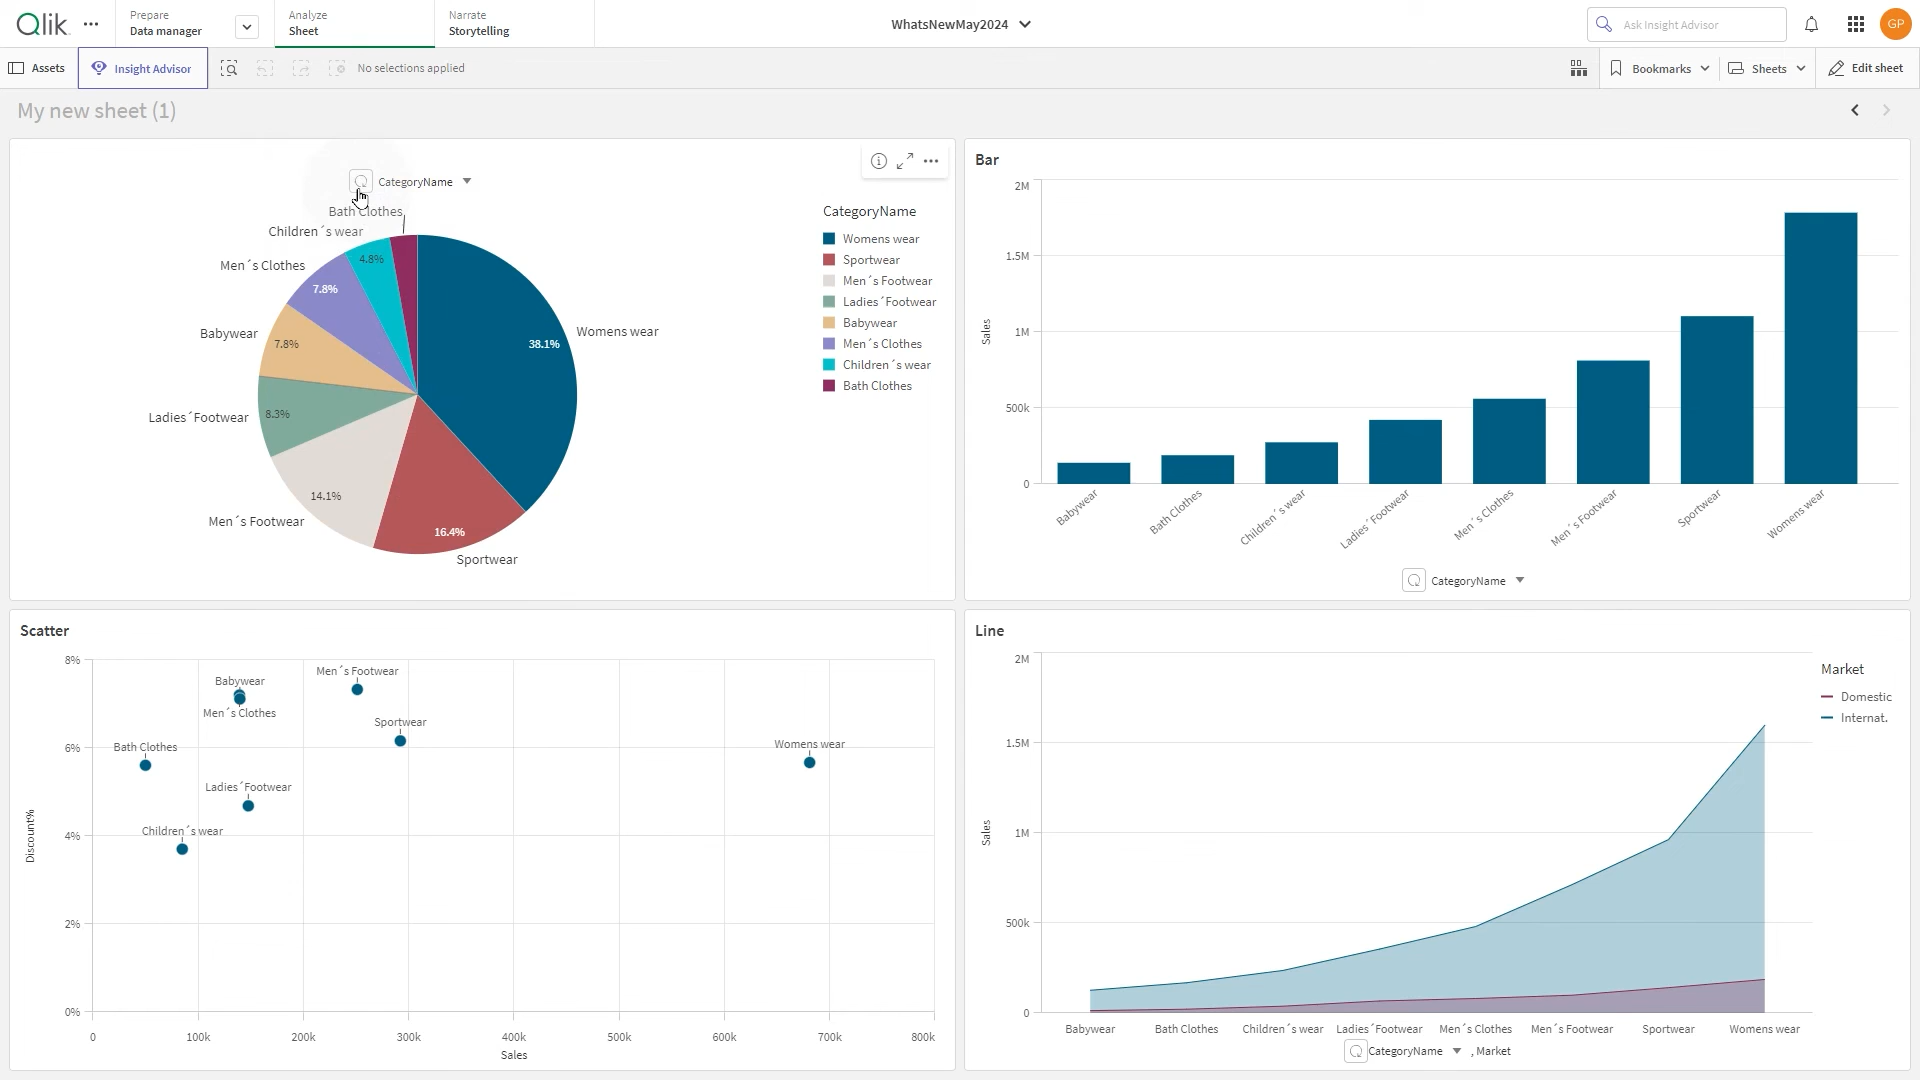 Qlik
Prepare
Data manager
Analyze
Sheet
Narrate
Storytelling
WhatsNewMay2024
Ask Insight Advisor
GP
Assets
Insight Advisor
No selections applied
Bookmarks
Sheets
Edit sheet
My new sheet (1)
CategoryName
Bath Clothes
Children´s wear
Men´s Clothes
Babywear
Ladies´Footwear
Men´s Footwear
Sportwear
Womens wear
4.8%
7.8%
7.8%
8.3%
14.1%
16.4%
38.1%
CategoryName
Womens wear
Sportwear
Men´s Footwear
Ladies´Footwear
Babywear
Men´s Clothes
Children´s wear
Bath Clothes
Bar
2M
1.5M
1M
500k
0
Sales
Babywear
Bath Clothes
Children´s wear
Ladies´Footwear
Men´s Clothes
Men´s Footwear
Sportwear
Womens wear
CategoryName
Scatter
8%
6%
4%
2%
0%
Discount%
Babywear
Men´s Clothes
Men´s Footwear
Sportwear
Bath Clothes
Womens wear
Ladies´Footwear
Children´s wear
0
100k
200k
300k
400k
500k
600k
700k
800k
Sales
Line
2M
1.5M
1M
500k
0
Sales
Market
Domestic
Internat.
Babywear
Bath Clothes
Children´s wear
Ladies´Footwear
Men´s Clothes
Men´s Footwear
Sportwear
Womens wear
CategoryName , Market